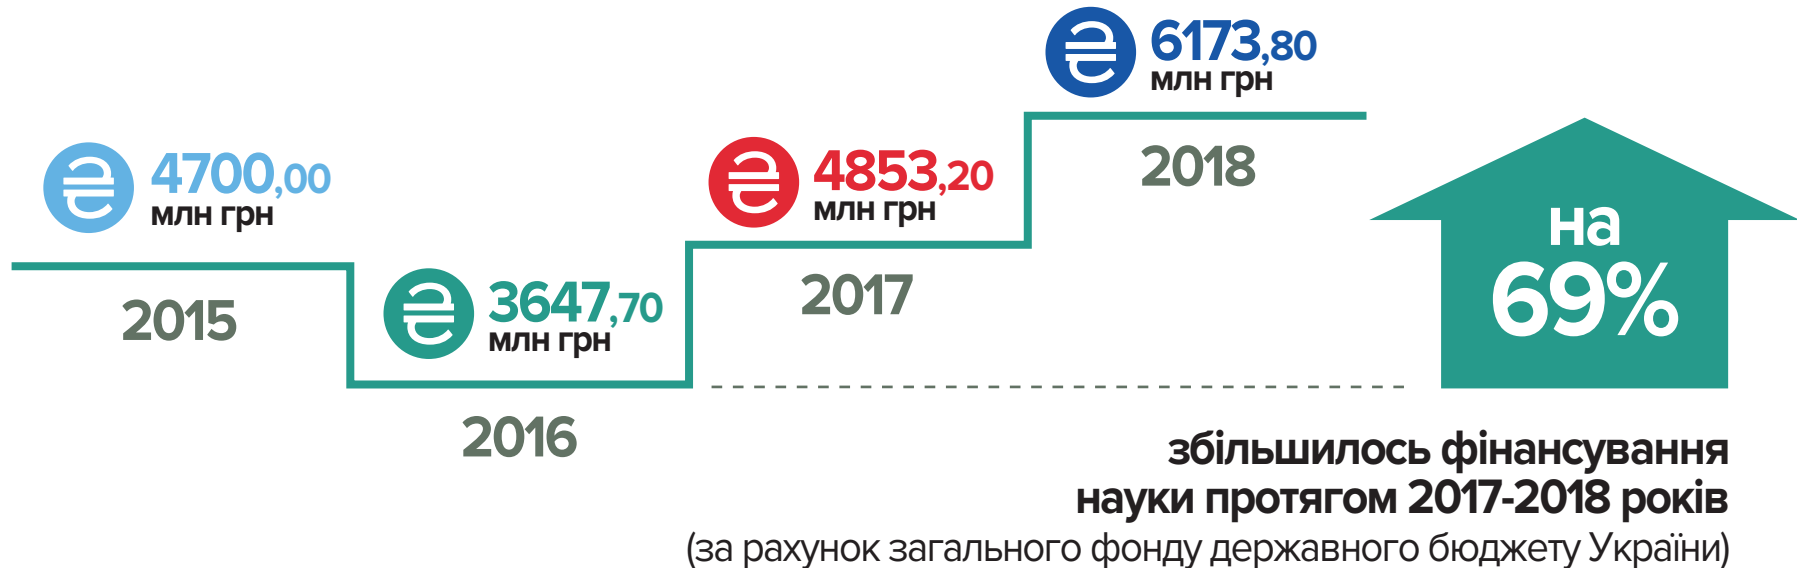 4700,00
млн грн
2015
3647,70
млн грн
2016
4853,20
млн грн
2017
6173,80
млн грн
2018
на
69%
збільшилось фінансування
науки протягом 2017-2018 років
(за рахунок загального фонду державного бюджету України)